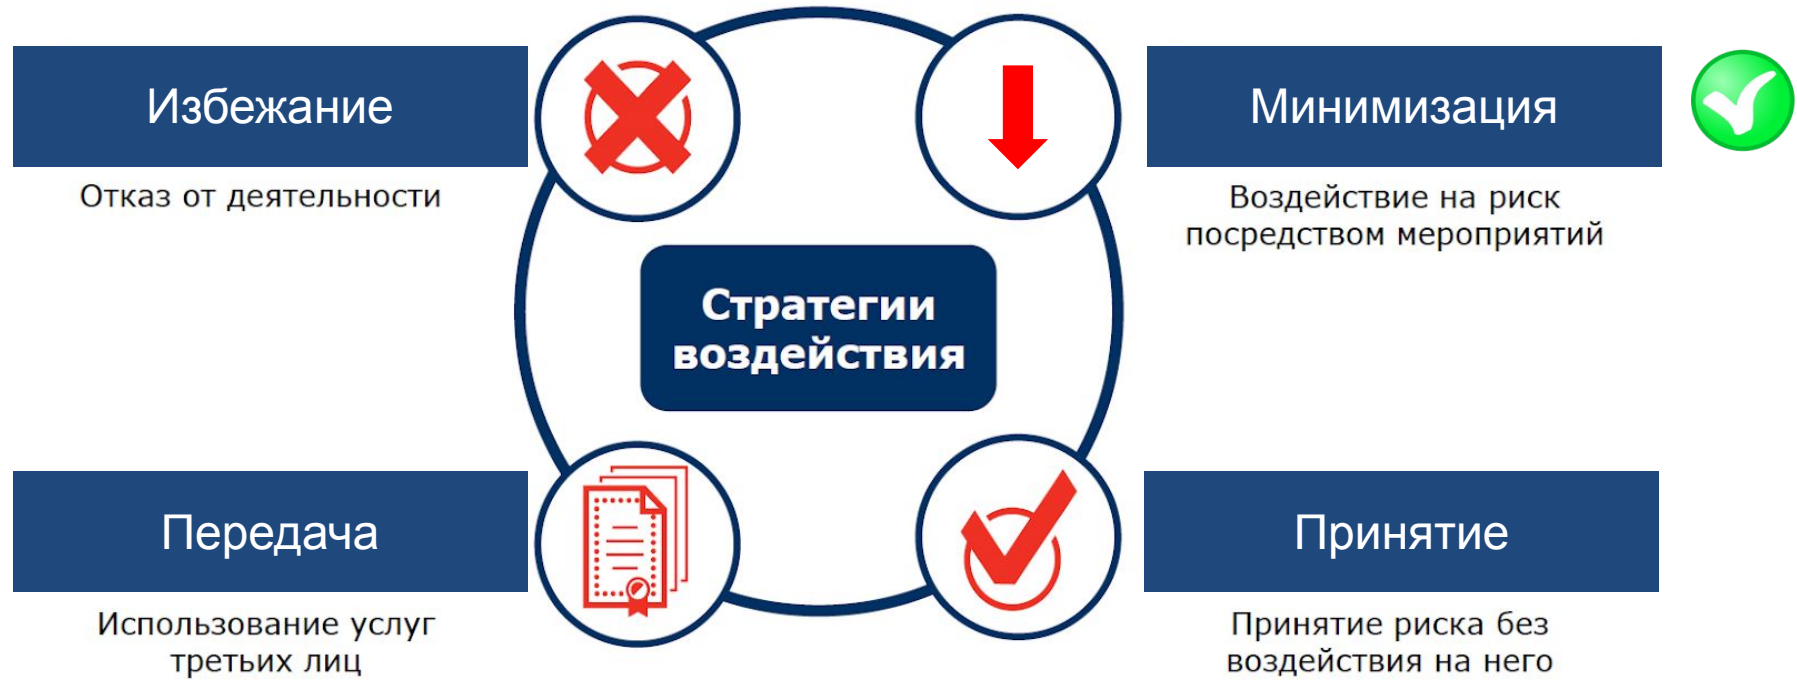 Избежание
Отказ от деятельности
Минимизация
Воздействие на риск
посредством мероприятий
Стратегии
воздействия
Передача
Использование услуг
третьих лиц
Принятие
Принятие риска без
воздействия на него